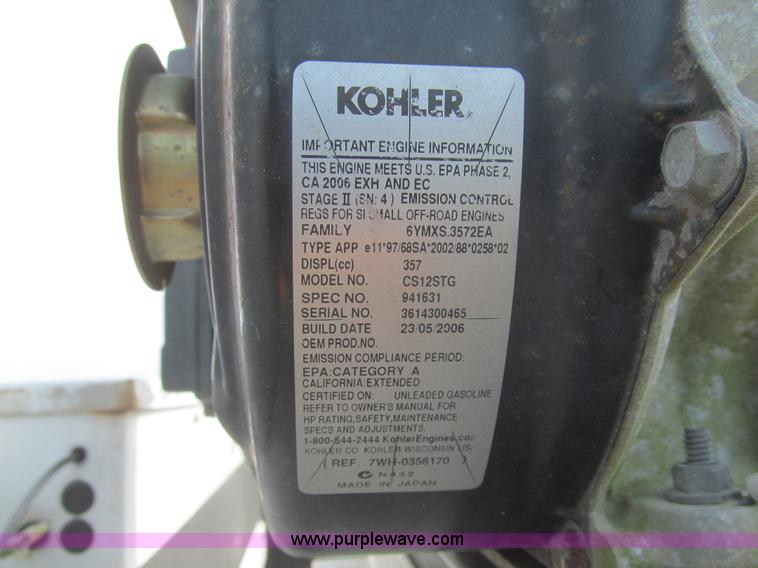 KOHLER
IMPORTANT ENGINE INFORMATION
THIS ENGINE MEETS U.S. EPA PHASE 2,
CA 2006 EXH AND EC
STAGE II (SN: 4) EMISSION CONTROL
REGS FOR SI SMALL OFF-ROAD ENGINES
FAMILY 6YMXS.3572EA
TYPE APP e11*97/68SA*2002/88*0258*02
DISPL(cc) 357
MODEL NO. CS12STG
SPEC NO. 941631
SERIAL NO. 3614300465
BUILD DATE 23/05/2006
OEM PROD.NO.
EMISSION COMPLIANCE PERIOD:
EPA:CATEGORY A
CALIFORNIA:EXTENDED
CERTIFIED ON: UNLEADED GASOLINE
REFER TO OWNER'S MANUAL FOR
HP RATING,SAFETY,MAINTENANCE
SPECS AND ADJUSTMENTS.
1-800-544-2444 KohlerEngines.com
KOHLER CO. KOHLER WISCONSIN USA
( REF. 7WH-0356170 )
N432
MADE IN JAPAN
www.purplewave.com